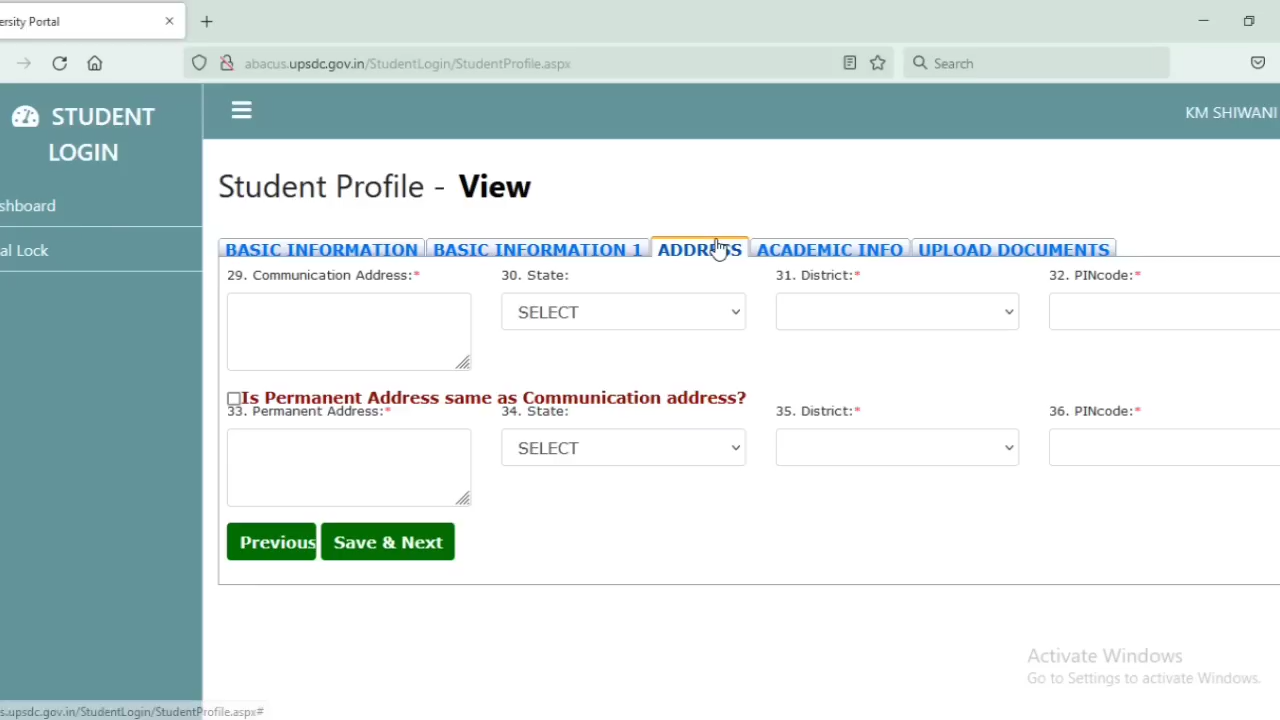 ersity Portal
abacus.upsdc.gov.in/StudentLogin/StudentProfile.aspx
Search
STUDENT
LOGIN
KM SHIWANI
shboard
al Lock
Student Profile - View
BASIC INFORMATION BASIC INFORMATION 1 ADDRESS ACADEMIC INFO UPLOAD DOCUMENTS
29. Communication Address:* 30. State: 31. District:* 32. PINcode:*
SELECT
Is Permanent Address same as Communication address?
33. Permanent Address:* 34. State: 35. District:* 36. PINcode:*
SELECT
Previous Save & Next
Activate Windows
Go to Settings to activate Windows.
s.upsdc.gov.in/StudentLogin/StudentProfile.aspx#